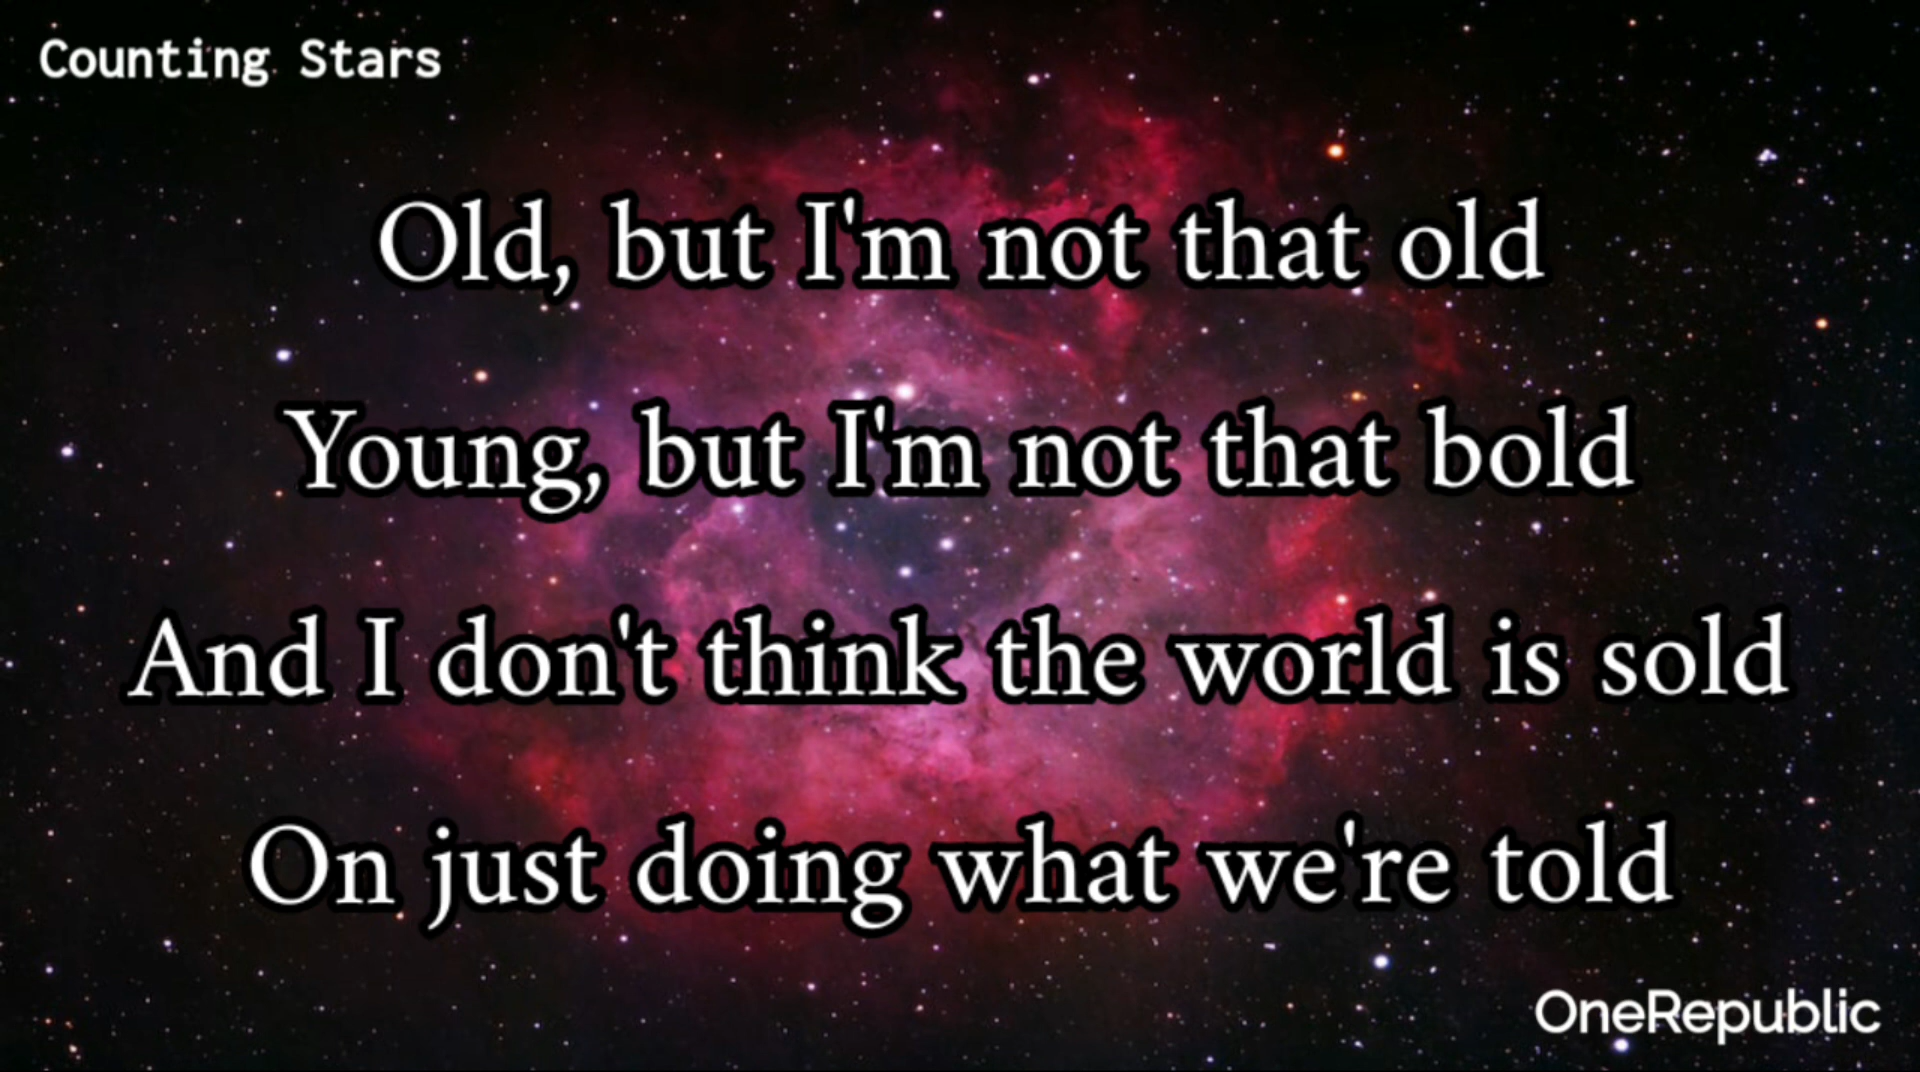 Counting Stars
Old, but I'm not that old
Young, but I'm not that bold
And I don't think the world is sold
On just doing what we're told
OneRepublic